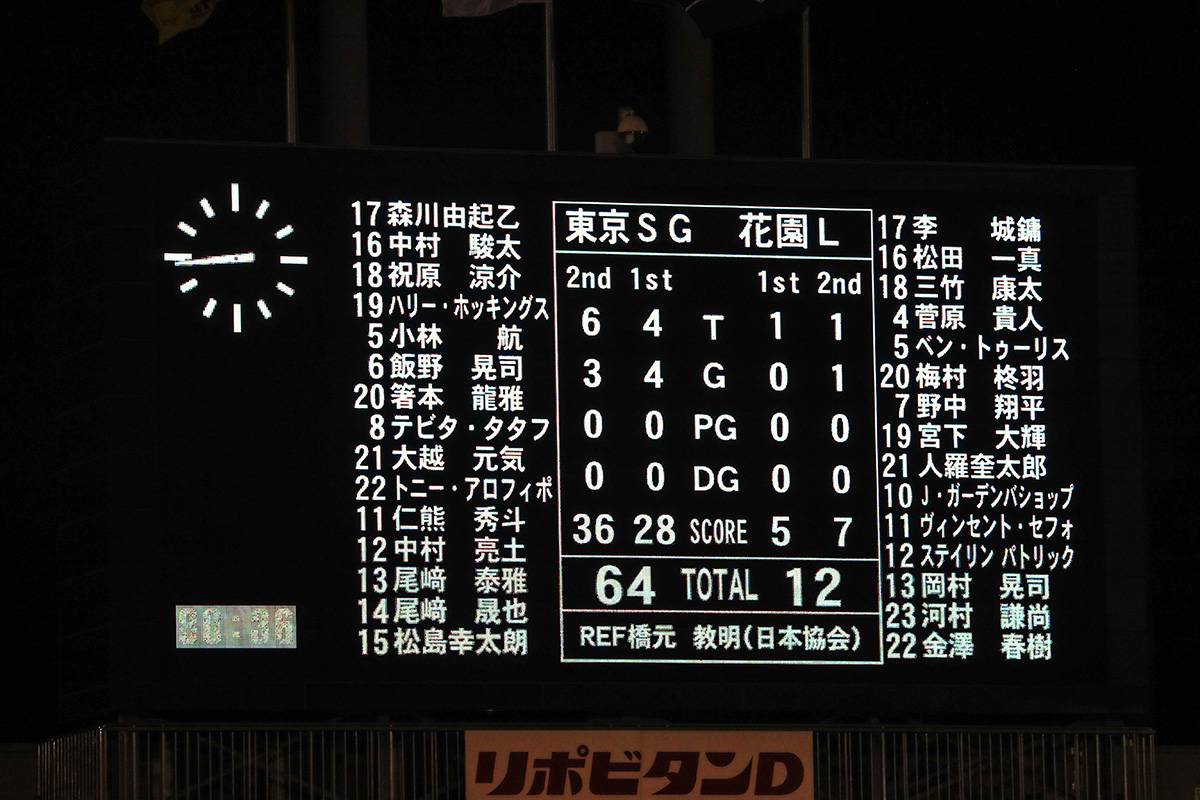 17 森川由起乙
16 中村 駿太
18 祝原 涼介
19 ハリー・ホッキングス
5 小林 航
6 飯野 晃司
20 箸本 龍雅
8 テビタ・タタフ
21 大越 元気
22 トニー・アロフィポ
11 仁熊 秀斗
12 中村 亮土
13 尾﨑 泰雅
14 尾﨑 晟也
15 松島幸太朗
東京SG 花園L
2nd 1st 1st 2nd
6 4 T 1 1
3 4 G 0 1
0 0 PG 0 0
0 0 DG 0 0
36 28 SCORE 5 7
64 TOTAL 12
REF橋元 教明(日本協会)
17 李 城鏞
16 松田 一真
18 三竹 康太
4 菅原 貴人
5 ベン・トゥーリス
20 梅村 柊羽
7 野中 翔平
19 宮下 大輝
21 人羅奎太郎
10 J・ガーデンバショップ
11 ヴィンセント・セフォ
12 ステイリン パトリック
13 岡村 晃司
23 河村 謙尚
22 金澤 春樹
リポビタンD